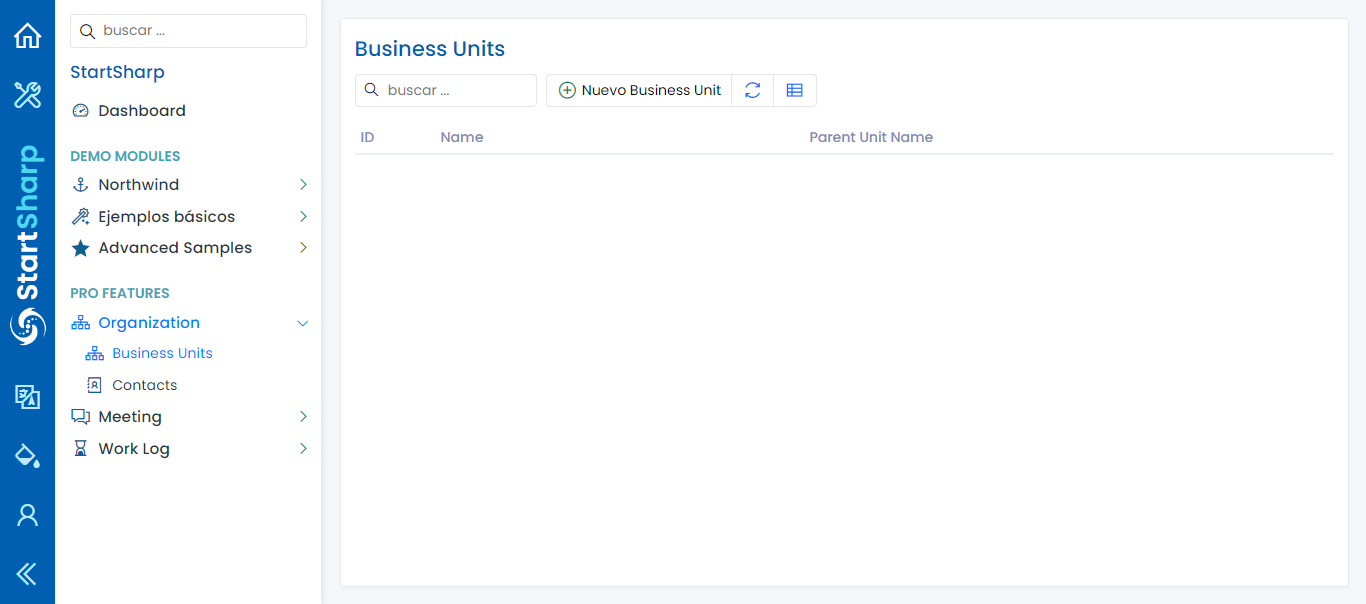 StartSharp
buscar ...
StartSharp
Dashboard
DEMO MODULES
Northwind
Ejemplos básicos
Advanced Samples
PRO FEATURES
Organization
Business Units
Contacts
Meeting
Work Log
Business Units
buscar ...
Nuevo Business Unit
ID Name Parent Unit Name